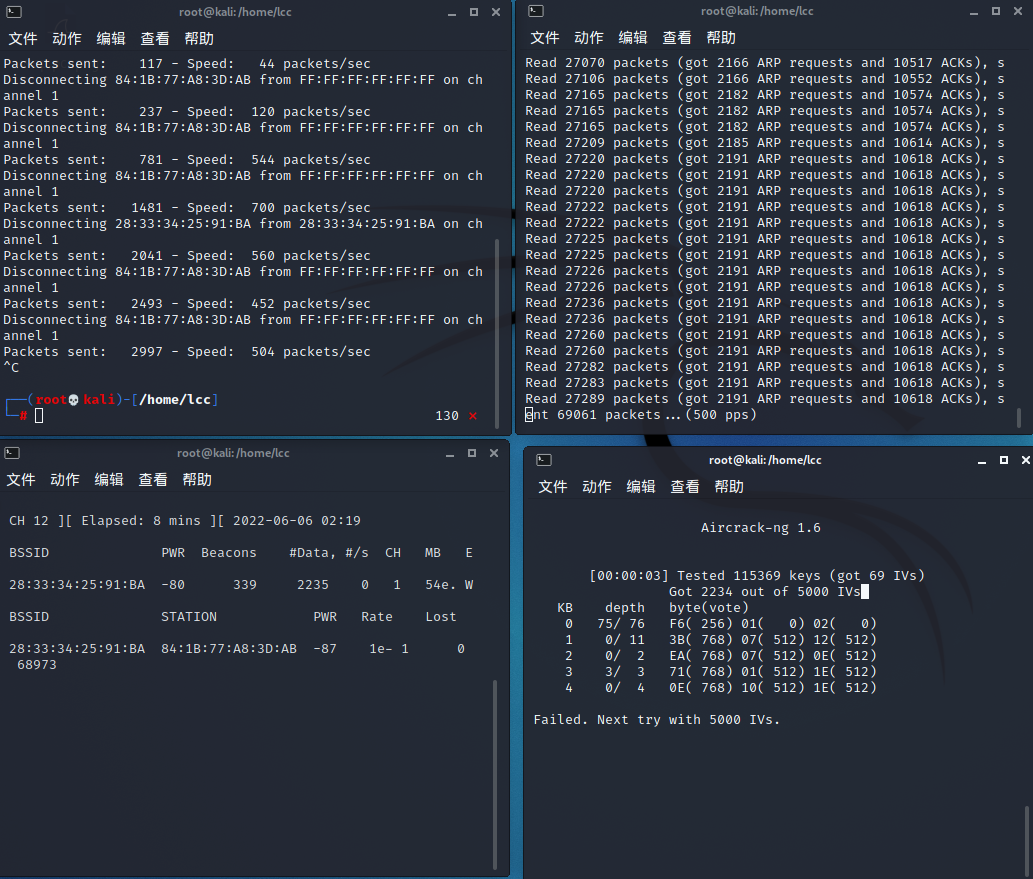 root@kali:/home/lcc
文件 动作 编辑 查看 帮助
Packets sent: 117 - Speed: 44 packets/sec
Disconnecting 84:1B:77:A8:3D:AB from FF:FF:FF:FF:FF:FF on ch
annel 1
Packets sent: 237 - Speed: 120 packets/sec
Disconnecting 84:1B:77:A8:3D:AB from FF:FF:FF:FF:FF:FF on ch
annel 1
Packets sent: 781 - Speed: 544 packets/sec
Disconnecting 84:1B:77:A8:3D:AB from FF:FF:FF:FF:FF:FF on ch
annel 1
Packets sent: 1481 - Speed: 700 packets/sec
Disconnecting 28:33:34:25:91:BA from 28:33:34:25:91:BA on ch
annel 1
Packets sent: 2041 - Speed: 560 packets/sec
Disconnecting 84:1B:77:A8:3D:AB from FF:FF:FF:FF:FF:FF on ch
annel 1
Packets sent: 2493 - Speed: 452 packets/sec
Disconnecting 84:1B:77:A8:3D:AB from FF:FF:FF:FF:FF:FF on ch
annel 1
Packets sent: 2997 - Speed: 504 packets/sec
^C
┌──(root💀kali)-[/home/lcc]
└─# 130 ⨯
root@kali:/home/lcc
文件 动作 编辑 查看 帮助
Read 27070 packets (got 2166 ARP requests and 10517 ACKs), s
Read 27106 packets (got 2166 ARP requests and 10552 ACKs), s
Read 27165 packets (got 2182 ARP requests and 10574 ACKs), s
Read 27165 packets (got 2182 ARP requests and 10574 ACKs), s
Read 27165 packets (got 2182 ARP requests and 10574 ACKs), s
Read 27209 packets (got 2185 ARP requests and 10614 ACKs), s
Read 27220 packets (got 2191 ARP requests and 10618 ACKs), s
Read 27220 packets (got 2191 ARP requests and 10618 ACKs), s
Read 27220 packets (got 2191 ARP requests and 10618 ACKs), s
Read 27222 packets (got 2191 ARP requests and 10618 ACKs), s
Read 27222 packets (got 2191 ARP requests and 10618 ACKs), s
Read 27225 packets (got 2191 ARP requests and 10618 ACKs), s
Read 27225 packets (got 2191 ARP requests and 10618 ACKs), s
Read 27226 packets (got 2191 ARP requests and 10618 ACKs), s
Read 27226 packets (got 2191 ARP requests and 10618 ACKs), s
Read 27236 packets (got 2191 ARP requests and 10618 ACKs), s
Read 27236 packets (got 2191 ARP requests and 10618 ACKs), s
Read 27260 packets (got 2191 ARP requests and 10618 ACKs), s
Read 27260 packets (got 2191 ARP requests and 10618 ACKs), s
Read 27282 packets (got 2191 ARP requests and 10618 ACKs), s
Read 27283 packets (got 2191 ARP requests and 10618 ACKs), s
Read 27289 packets (got 2191 ARP requests and 10618 ACKs), s
ent 69061 packets...(500 pps)
root@kali:/home/lcc
文件 动作 编辑 查看 帮助
CH 12 ][ Elapsed: 8 mins ][ 2022-06-06 02:19
BSSID PWR Beacons #Data, #/s CH MB E
28:33:34:25:91:BA -80 339 2235 0 1 54e. W
BSSID STATION PWR Rate Lost
28:33:34:25:91:BA 84:1B:77:A8:3D:AB -87 1e- 1 0
68973
root@kali:/home/lcc
文件 动作 编辑 查看 帮助
Aircrack-ng 1.6
[00:00:03] Tested 115369 keys (got 69 IVs)
Got 2234 out of 5000 IVs
KB depth byte(vote)
0 75/ 76 F6( 256) 01( 0) 02( 0)
1 0/ 11 3B( 768) 07( 512) 12( 512)
2 0/ 2 EA( 768) 07( 512) 0E( 512)
3 3/ 3 71( 768) 01( 512) 1E( 512)
4 0/ 4 0E( 768) 10( 512) 1E( 512)
Failed. Next try with 5000 IVs.